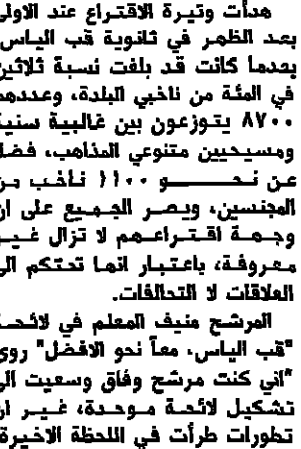 هدأت وتيرة الاقتراع عند الاولى
بعد الظهر في ثانوية قب الياس
بعدما كانت قد بلغت نسبة ثلاثين
في المئة من ناخبي البلدة، وعددهم
٨٧٠٠ يتوزعون بين غالبية سنية
ومسيحيين متنوعي المذاهب، فضلا
عن نحو ١١٠٠ ناخب من
المجنسين، ويصر الجميع على ان
وجهة اقتراعهم لا تزال غير
معروفة، باعتبار انها تحتكم الى
العلاقات لا التحالفات.
المرشح منيف المعلم في لائحة
"قب الياس، معاً نحو الافضل" روى
"اني كنت مرشح وفاق وسعيت الى
تشكيل لائحة موحدة، غير ان
تطورات طرأت في اللحظة الاخيرة